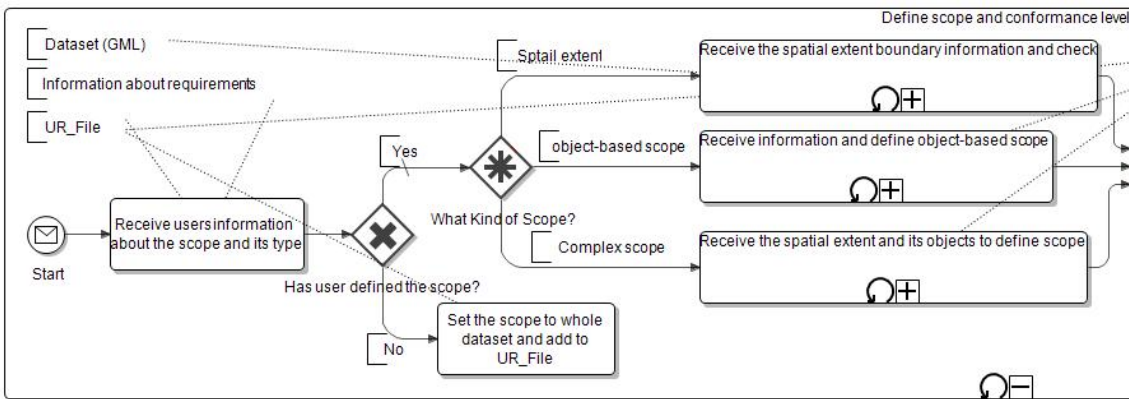 Define scope and conformance level
Dataset (GML)
Information about requirements
UR_File
Sptail extent
Receive the spatial extent boundary information and check
Yes
object-based scope
Receive information and define object-based scope
What Kind of Scope?
Complex scope
Receive the spatial extent and its objects to define scope
Start
Receive users information
about the scope and its type
Has user defined the scope?
No
Set the scope to whole
dataset and add to
UR_File